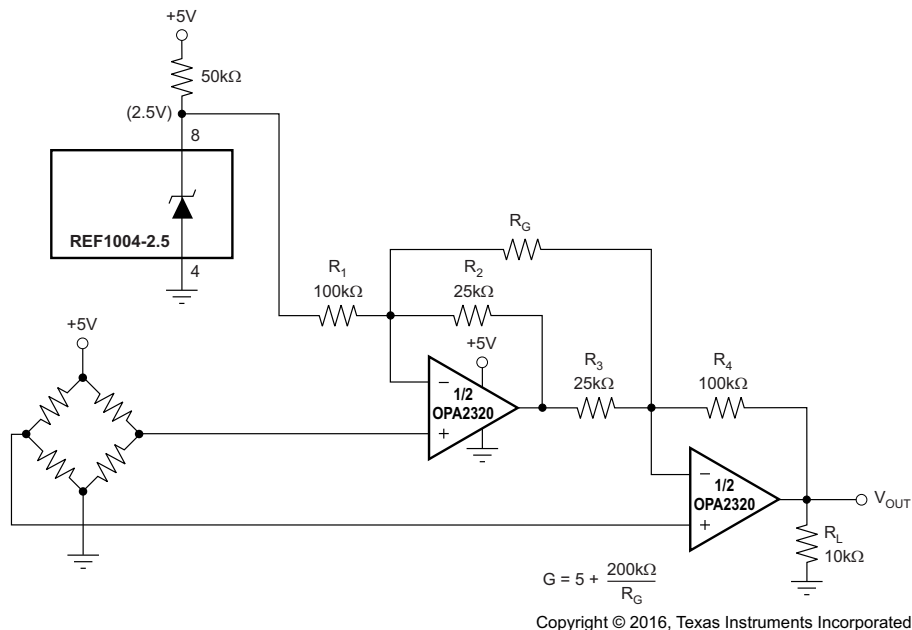 +5V
50kΩ
(2.5V)
8
REF1004-2.5
4
R1
100kΩ
R2
25kΩ
RG
+5V
+5V
−
1/2
OPA2320
+
R3
25kΩ
R4
100kΩ
−
1/2
OPA2320
+
VOUT
RL
10kΩ
G = 5 + 200kΩ
RG
Copyright © 2016, Texas Instruments Incorporated